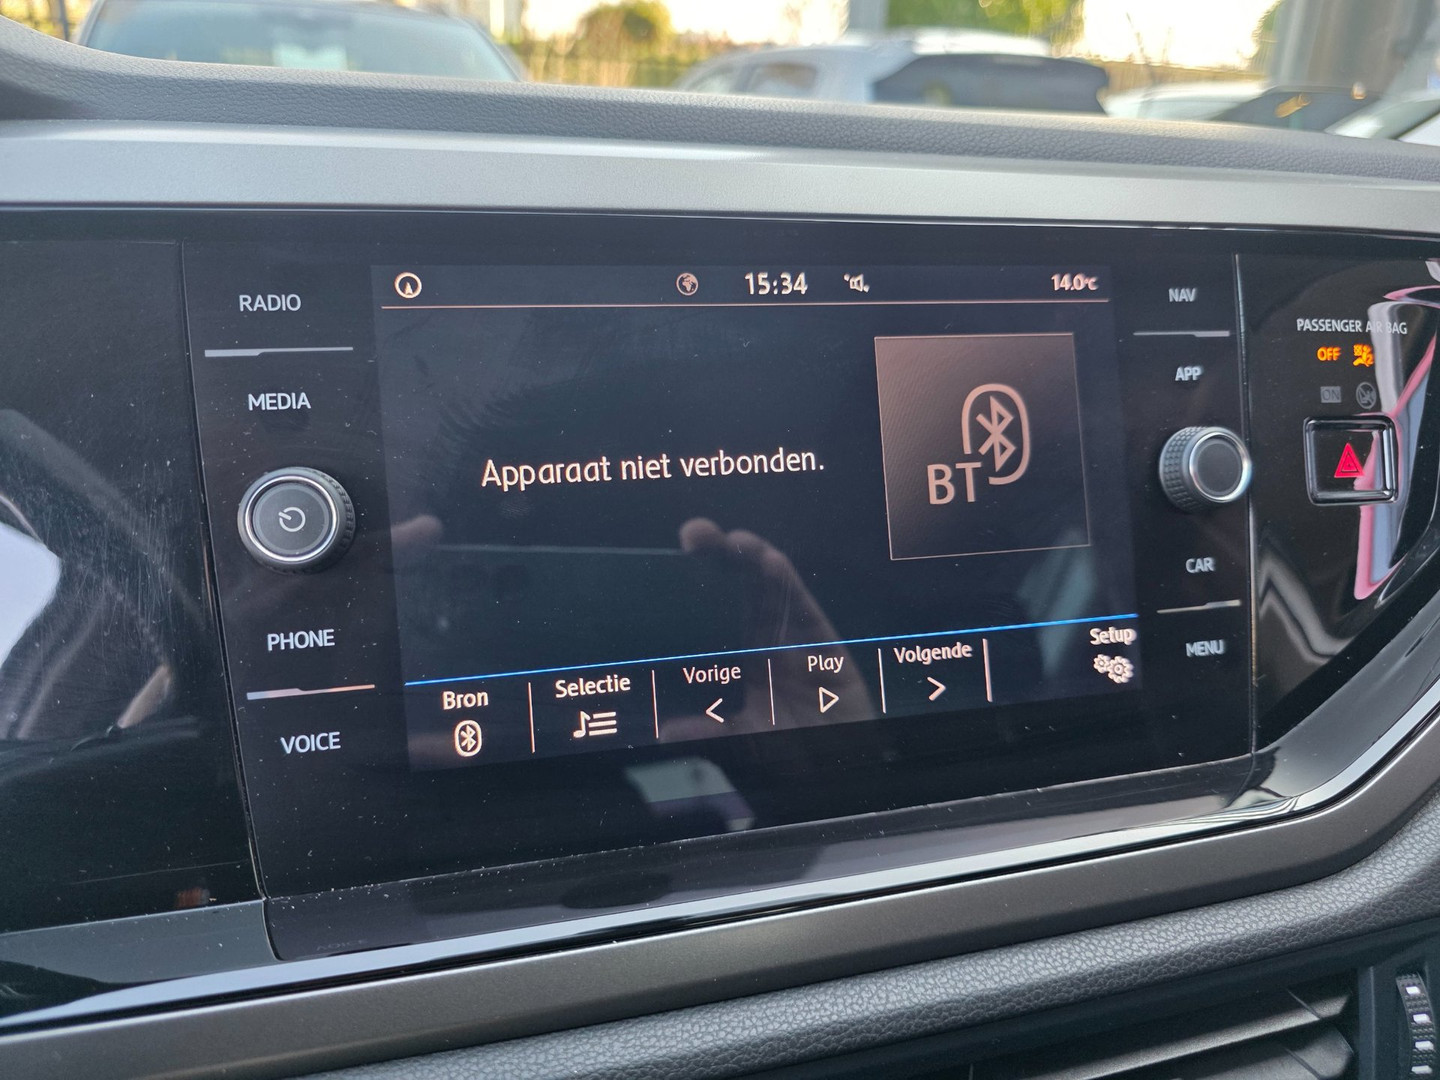 RADIO
MEDIA
PHONE
VOICE
15:34
14.0°C
Apparaat niet verbonden.
BT
Bron
Selectie
Vorige
Play
Volgende
Setup
NAV
APP
CAR
MENU
PASSENGER AIR BAG
OFF
ON